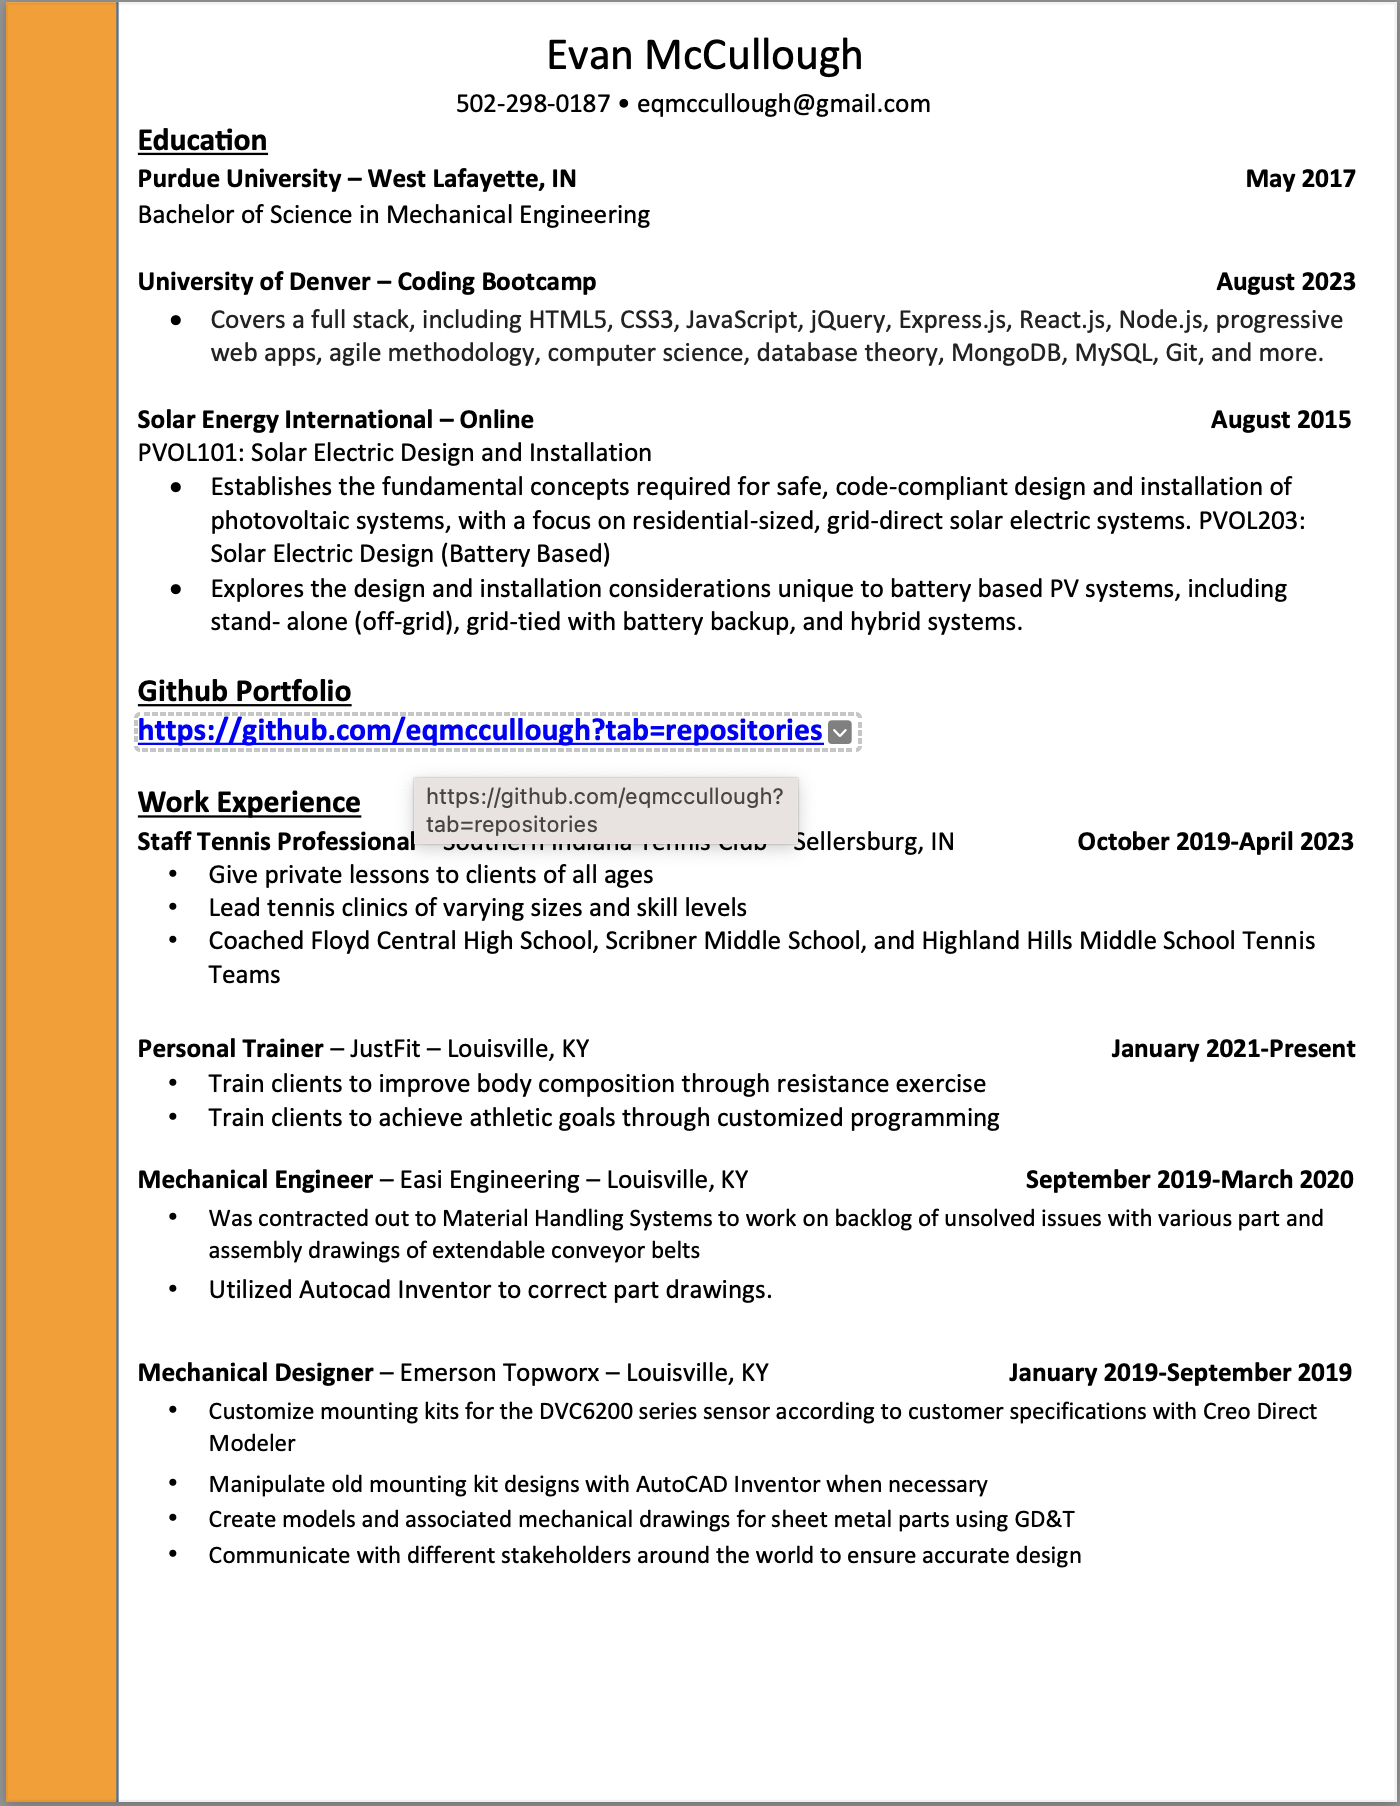 Evan McCullough
502-298-0187 • eqmccullough@gmail.com
Education
Purdue University – West Lafayette, IN May 2017
Bachelor of Science in Mechanical Engineering
University of Denver – Coding Bootcamp August 2023
• Covers a full stack, including HTML5, CSS3, JavaScript, jQuery, Express.js, React.js, Node.js, progressive
web apps, agile methodology, computer science, database theory, MongoDB, MySQL, Git, and more.
Solar Energy International – Online August 2015
PVOL101: Solar Electric Design and Installation
• Establishes the fundamental concepts required for safe, code-compliant design and installation of
photovoltaic systems, with a focus on residential-sized, grid-direct solar electric systems. PVOL203:
Solar Electric Design (Battery Based)
• Explores the design and installation considerations unique to battery based PV systems, including
stand- alone (off-grid), grid-tied with battery backup, and hybrid systems.
Github Portfolio
https://github.com/eqmccullough?tab=repositories
https://github.com/eqmccullough?
tab=repositories
Work Experience
Staff Tennis Professional – Southern Indiana Tennis Club – Sellersburg, IN October 2019-April 2023
• Give private lessons to clients of all ages
• Lead tennis clinics of varying sizes and skill levels
• Coached Floyd Central High School, Scribner Middle School, and Highland Hills Middle School Tennis
Teams
Personal Trainer – JustFit – Louisville, KY January 2021-Present
• Train clients to improve body composition through resistance exercise
• Train clients to achieve athletic goals through customized programming
Mechanical Engineer – Easi Engineering – Louisville, KY September 2019-March 2020
• Was contracted out to Material Handling Systems to work on backlog of unsolved issues with various part and
assembly drawings of extendable conveyor belts
• Utilized Autocad Inventor to correct part drawings.
Mechanical Designer – Emerson Topworx – Louisville, KY January 2019-September 2019
• Customize mounting kits for the DVC6200 series sensor according to customer specifications with Creo Direct
Modeler
• Manipulate old mounting kit designs with AutoCAD Inventor when necessary
• Create models and associated mechanical drawings for sheet metal parts using GD&T
• Communicate with different stakeholders around the world to ensure accurate design